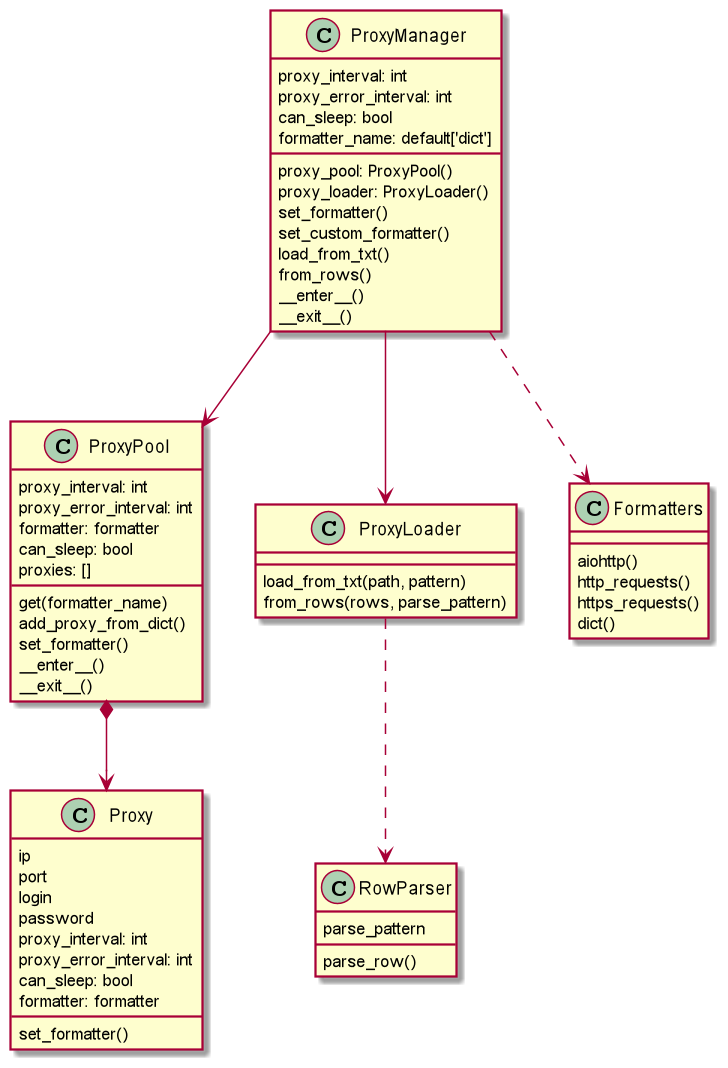 C ProxyManager
proxy_interval: int
proxy_error_interval: int
can_sleep: bool
formatter_name: default['dict']
proxy_pool: ProxyPool()
proxy_loader: ProxyLoader()
set_formatter()
set_custom_formatter()
load_from_txt()
from_rows()
__enter__()
__exit__()
C ProxyPool
proxy_interval: int
proxy_error_interval: int
formatter: formatter
can_sleep: bool
proxies: []
get(formatter_name)
add_proxy_from_dict()
set_formatter()
__enter__()
__exit__()
C ProxyLoader
load_from_txt(path, pattern)
from_rows(rows, parse_pattern)
C Formatters
aiohttp()
http_requests()
https_requests()
dict()
C Proxy
ip
port
login
password
proxy_interval: int
proxy_error_interval: int
can_sleep: bool
formatter: formatter
set_formatter()
C RowParser
parse_pattern
parse_row()